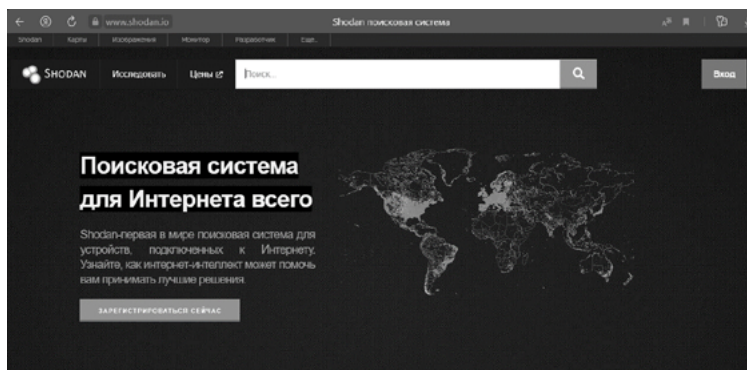 www.shodan.io
Shodan поисковая система
Shodan Карты Изображения Монитор Разработчик Еще...
SHODAN Исследовать Цены Поиск... Вход
Поисковая система
для Интернета всего
Shodan-первая в мире поисковая система для
устройств, подключенных к Интернету.
Узнайте, как интернет-интеллект может помочь
вам принимать лучшие решения.
ЗАРЕГИСТРИРОВАТЬСЯ СЕЙЧАС